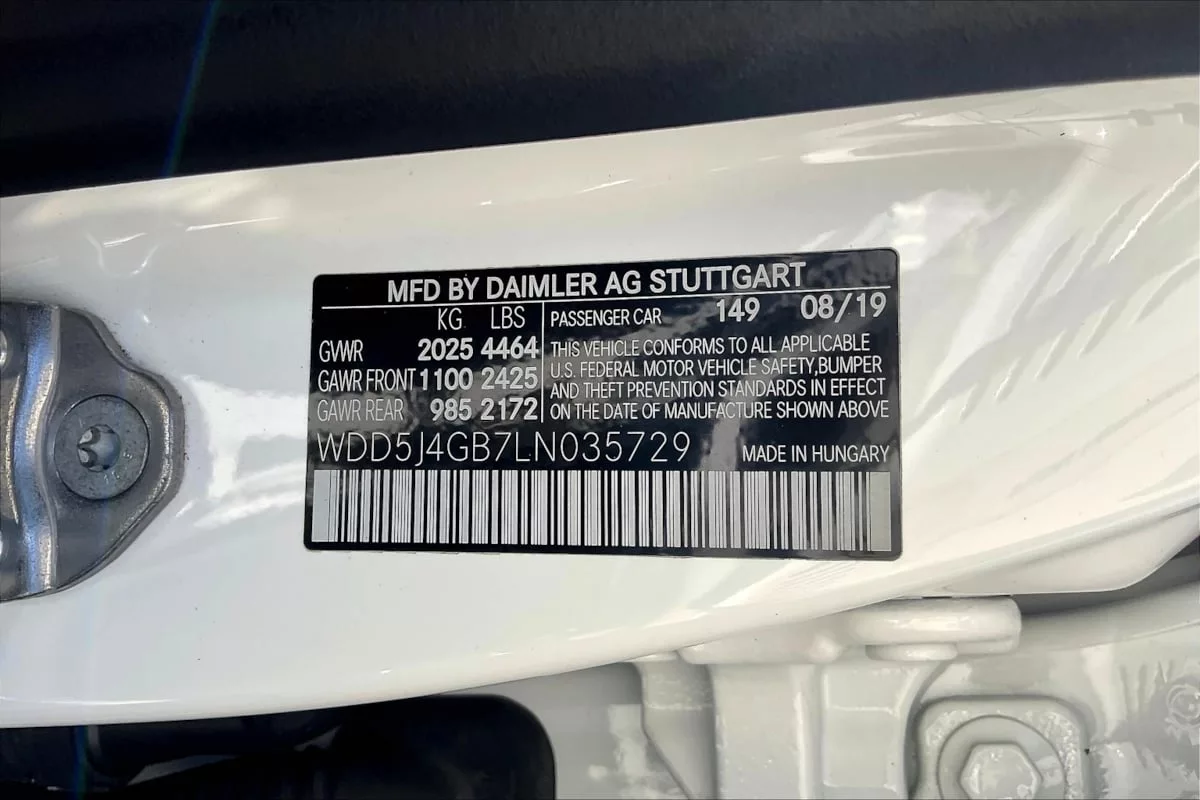 MFD BY DAIMLER AG STUTTGART
KG LBS
GVWR 2025 4464
GAWR FRONT 1100 2425
GAWR REAR 985 2172
PASSENGER CAR 149 08/19
THIS VEHICLE CONFORMS TO ALL APPLICABLE
U.S. FEDERAL MOTOR VEHICLE SAFETY,BUMPER
AND THEFT PREVENTION STANDARDS IN EFFECT
ON THE DATE OF MANUFACTURE SHOWN ABOVE
WDD5J4GB7LN035729 MADE IN HUNGARY